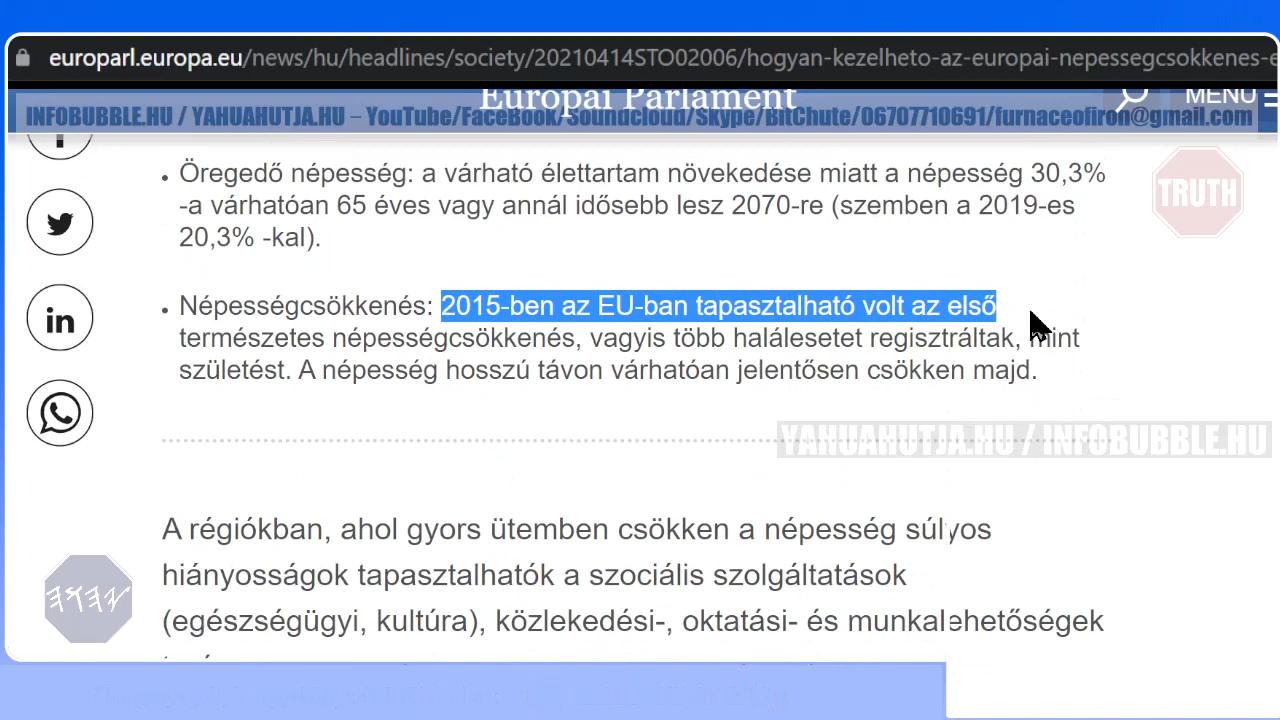 europarl.europa.eu/news/hu/headlines/society/20210414STO02006/hogyan-kezelheto-az-europai-nepessegcsokkenes-e
Európai Parlament
MENU
INFOBUBBLE.HU / YAHUAHUTJA.HU – YouTube/FaceBook/Soundcloud/Skype/BitChute/06707710691/furnaceofiron@gmail.com
• Öregedő népesség: a várható élettartam növekedése miatt a népesség 30,3%
-a várhatóan 65 éves vagy annál idősebb lesz 2070-re (szemben a 2019-es
20,3% -kal).
TRUTH
• Népességcsökkenés: 2015-ben az EU-ban tapasztalható volt az első
természetes népességcsökkenés, vagyis több halálesetet regisztráltak, mint
születést. A népesség hosszú távon várhatóan jelentősen csökken majd.
YAHUAHUTJA.HU / INFOBUBBLE.HU
A régiókban, ahol gyors ütemben csökken a népesség súlyos
hiányosságok tapasztalhatók a szociális szolgáltatások
(egészségügyi, kultúra), közlekedési-, oktatási- és munkalehetőségek